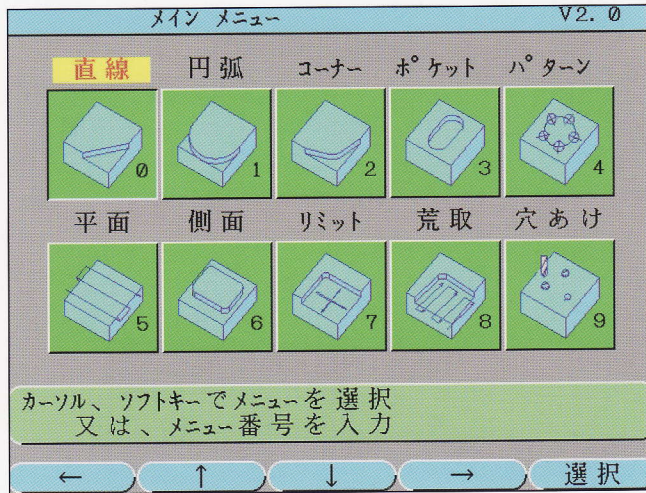 メイン メニュー V2.0
直線 円弧 コーナー ポケット パターン
0 1 2 3 4
平面 側面 リミット 荒取 穴あけ
5 6 7 8 9
カーソル、ソフトキーでメニューを選択
又は、メニュー番号を入力
← ↑ ↓ → 選択